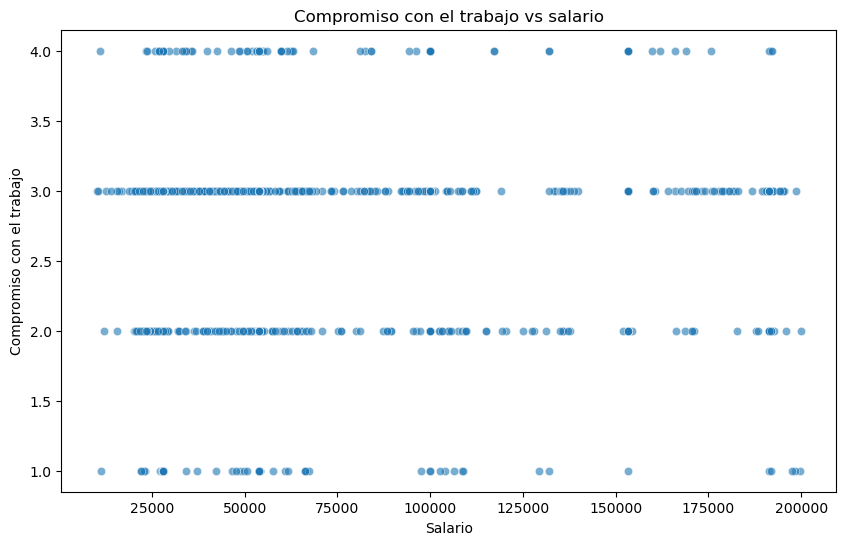 Compromiso con el trabajo vs salario
Compromiso con el trabajo
4.0
3.5
3.0
2.5
2.0
1.5
1.0
25000 50000 75000 100000 125000 150000 175000 200000
Salario